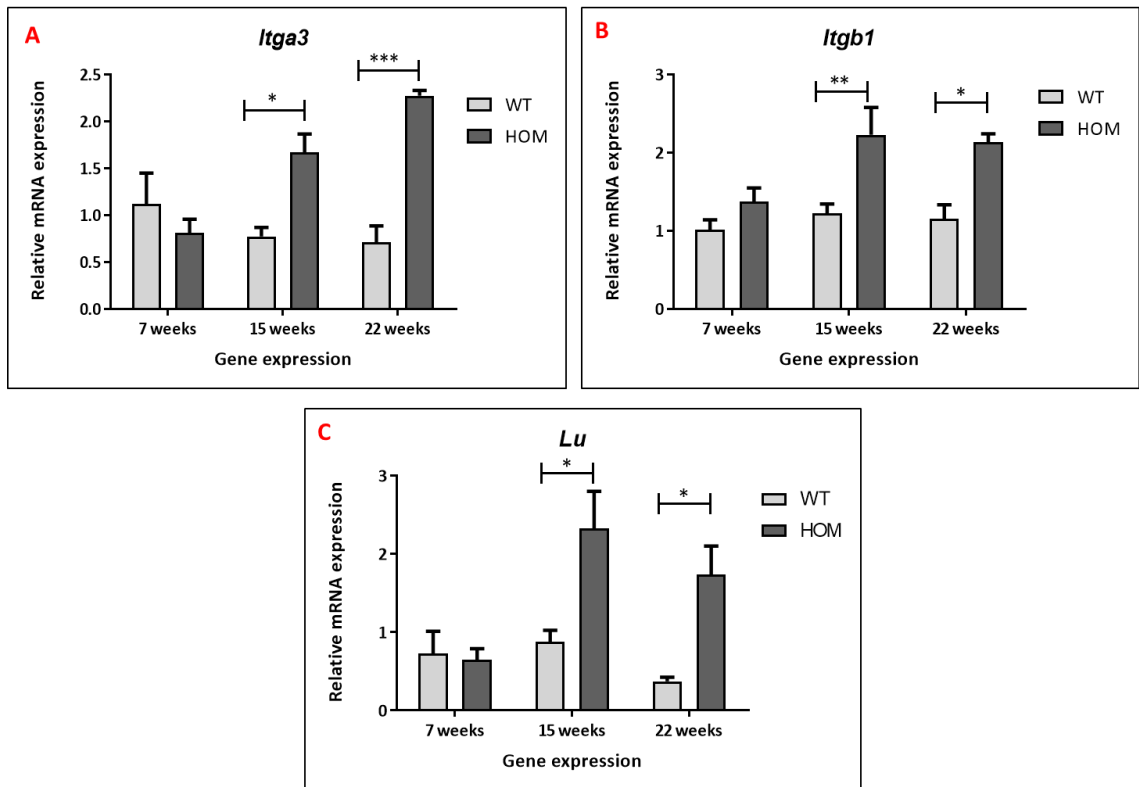 A
Itga3
***
*
2.5
2.0
1.5
1.0
0.5
0.0
Relative mRNA expression
WT
HOM
7 weeks 15 weeks 22 weeks
Gene expression
B
Itgb1
**
*
3
2
1
0
Relative mRNA expression
WT
HOM
7 weeks 15 weeks 22 weeks
Gene expression
C
Lu
*
*
3
2
1
0
Relative mRNA expression
WT
HOM
7 weeks 15 weeks 22 weeks
Gene expression